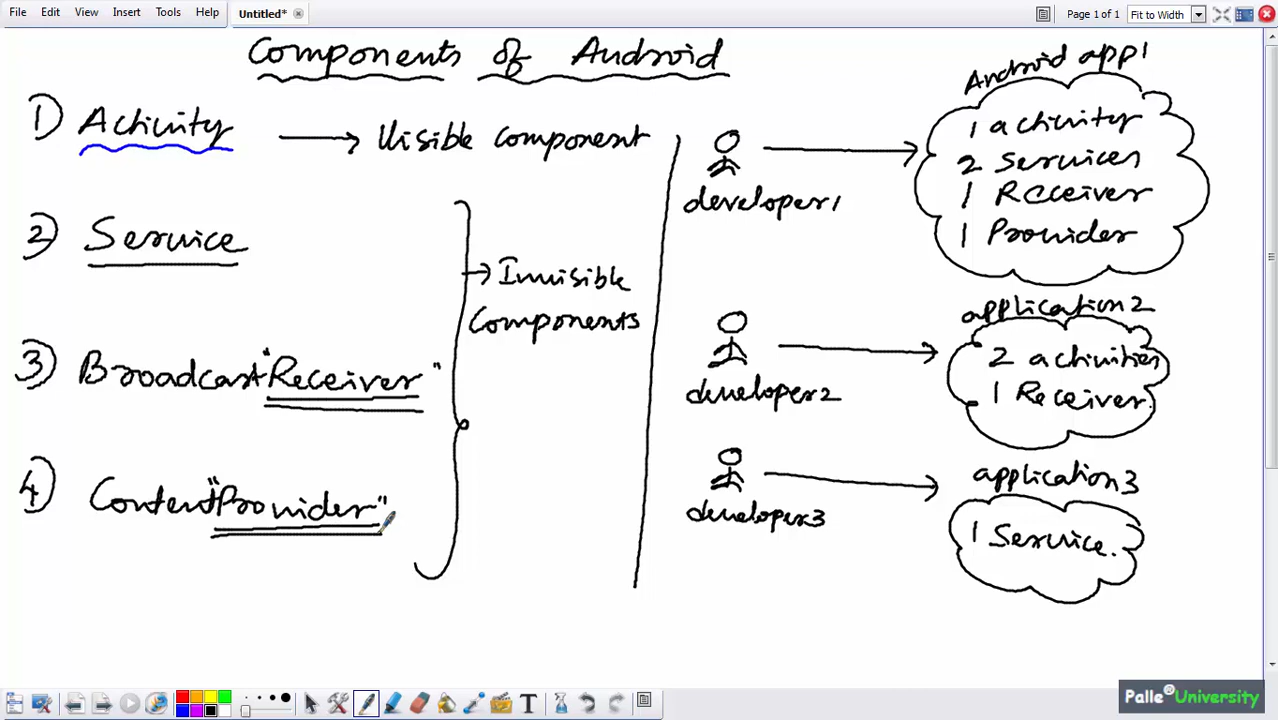 File Edit View Insert Tools Help
Untitled*
Page 1 of 1 Fit to Width
Components of Android
1) Activity → Visible component
2) Service
3) Broadcast "Receiver"
4) Content "Provider"
→ Invisible
Components
developer1
Android app1
1 activity
2 Services
1 Receiver
1 Provider
developer2
application2
2 activities
1 Receiver.
developer3
application3
1 Service.
T
Palle®University